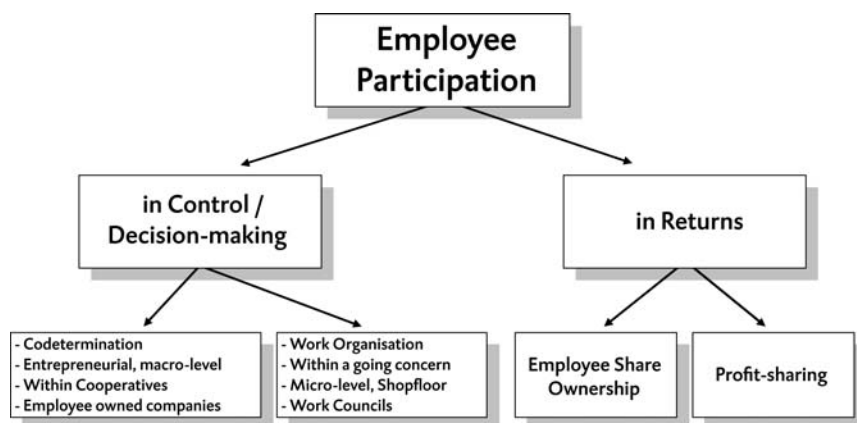 Employee
Participation
in Control /
Decision-making
in Returns
- Codetermination
- Entrepreneurial, macro-level
- Within Cooperatives
- Employee owned companies
- Work Organisation
- Within a going concern
- Micro-level, Shopfloor
- Work Councils
Employee Share
Ownership
Profit-sharing